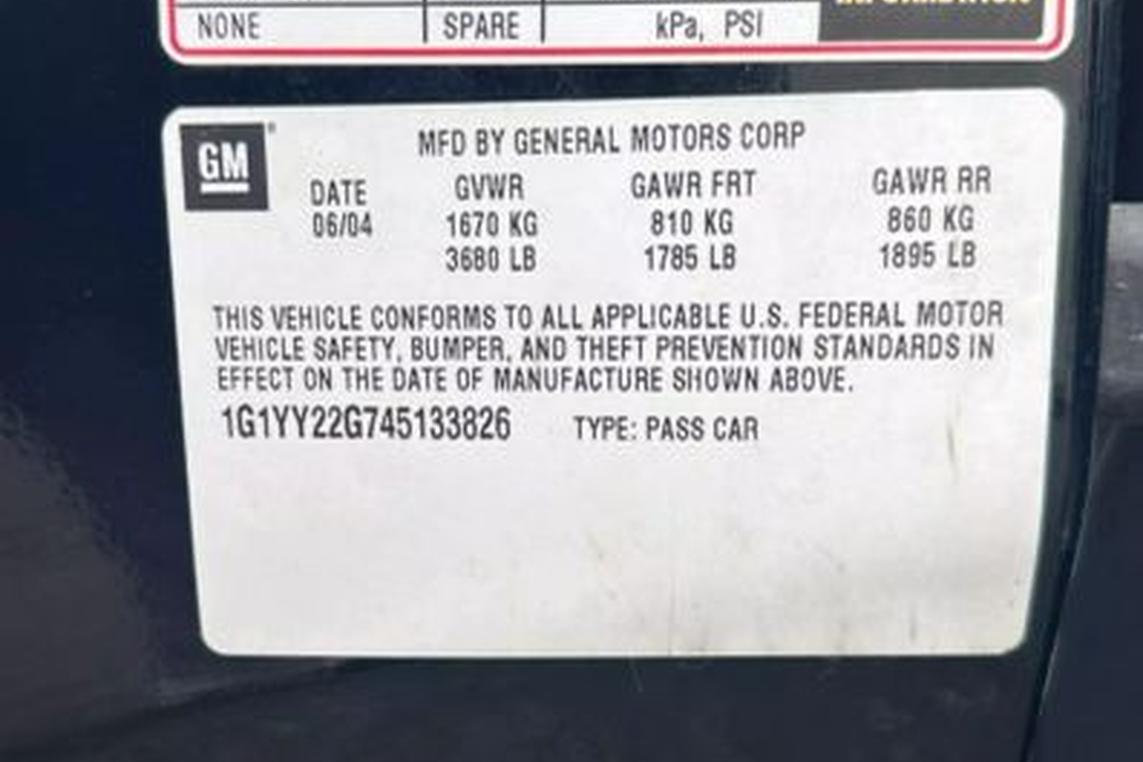 NONE SPARE kPa, PSI
GM
MFD BY GENERAL MOTORS CORP
DATE GVWR GAWR FRT GAWR RR
06/04 1670 KG 810 KG 860 KG
3680 LB 1785 LB 1895 LB
THIS VEHICLE CONFORMS TO ALL APPLICABLE U.S. FEDERAL MOTOR
VEHICLE SAFETY, BUMPER, AND THEFT PREVENTION STANDARDS IN
EFFECT ON THE DATE OF MANUFACTURE SHOWN ABOVE.
1G1YY22G745133826 TYPE: PASS CAR